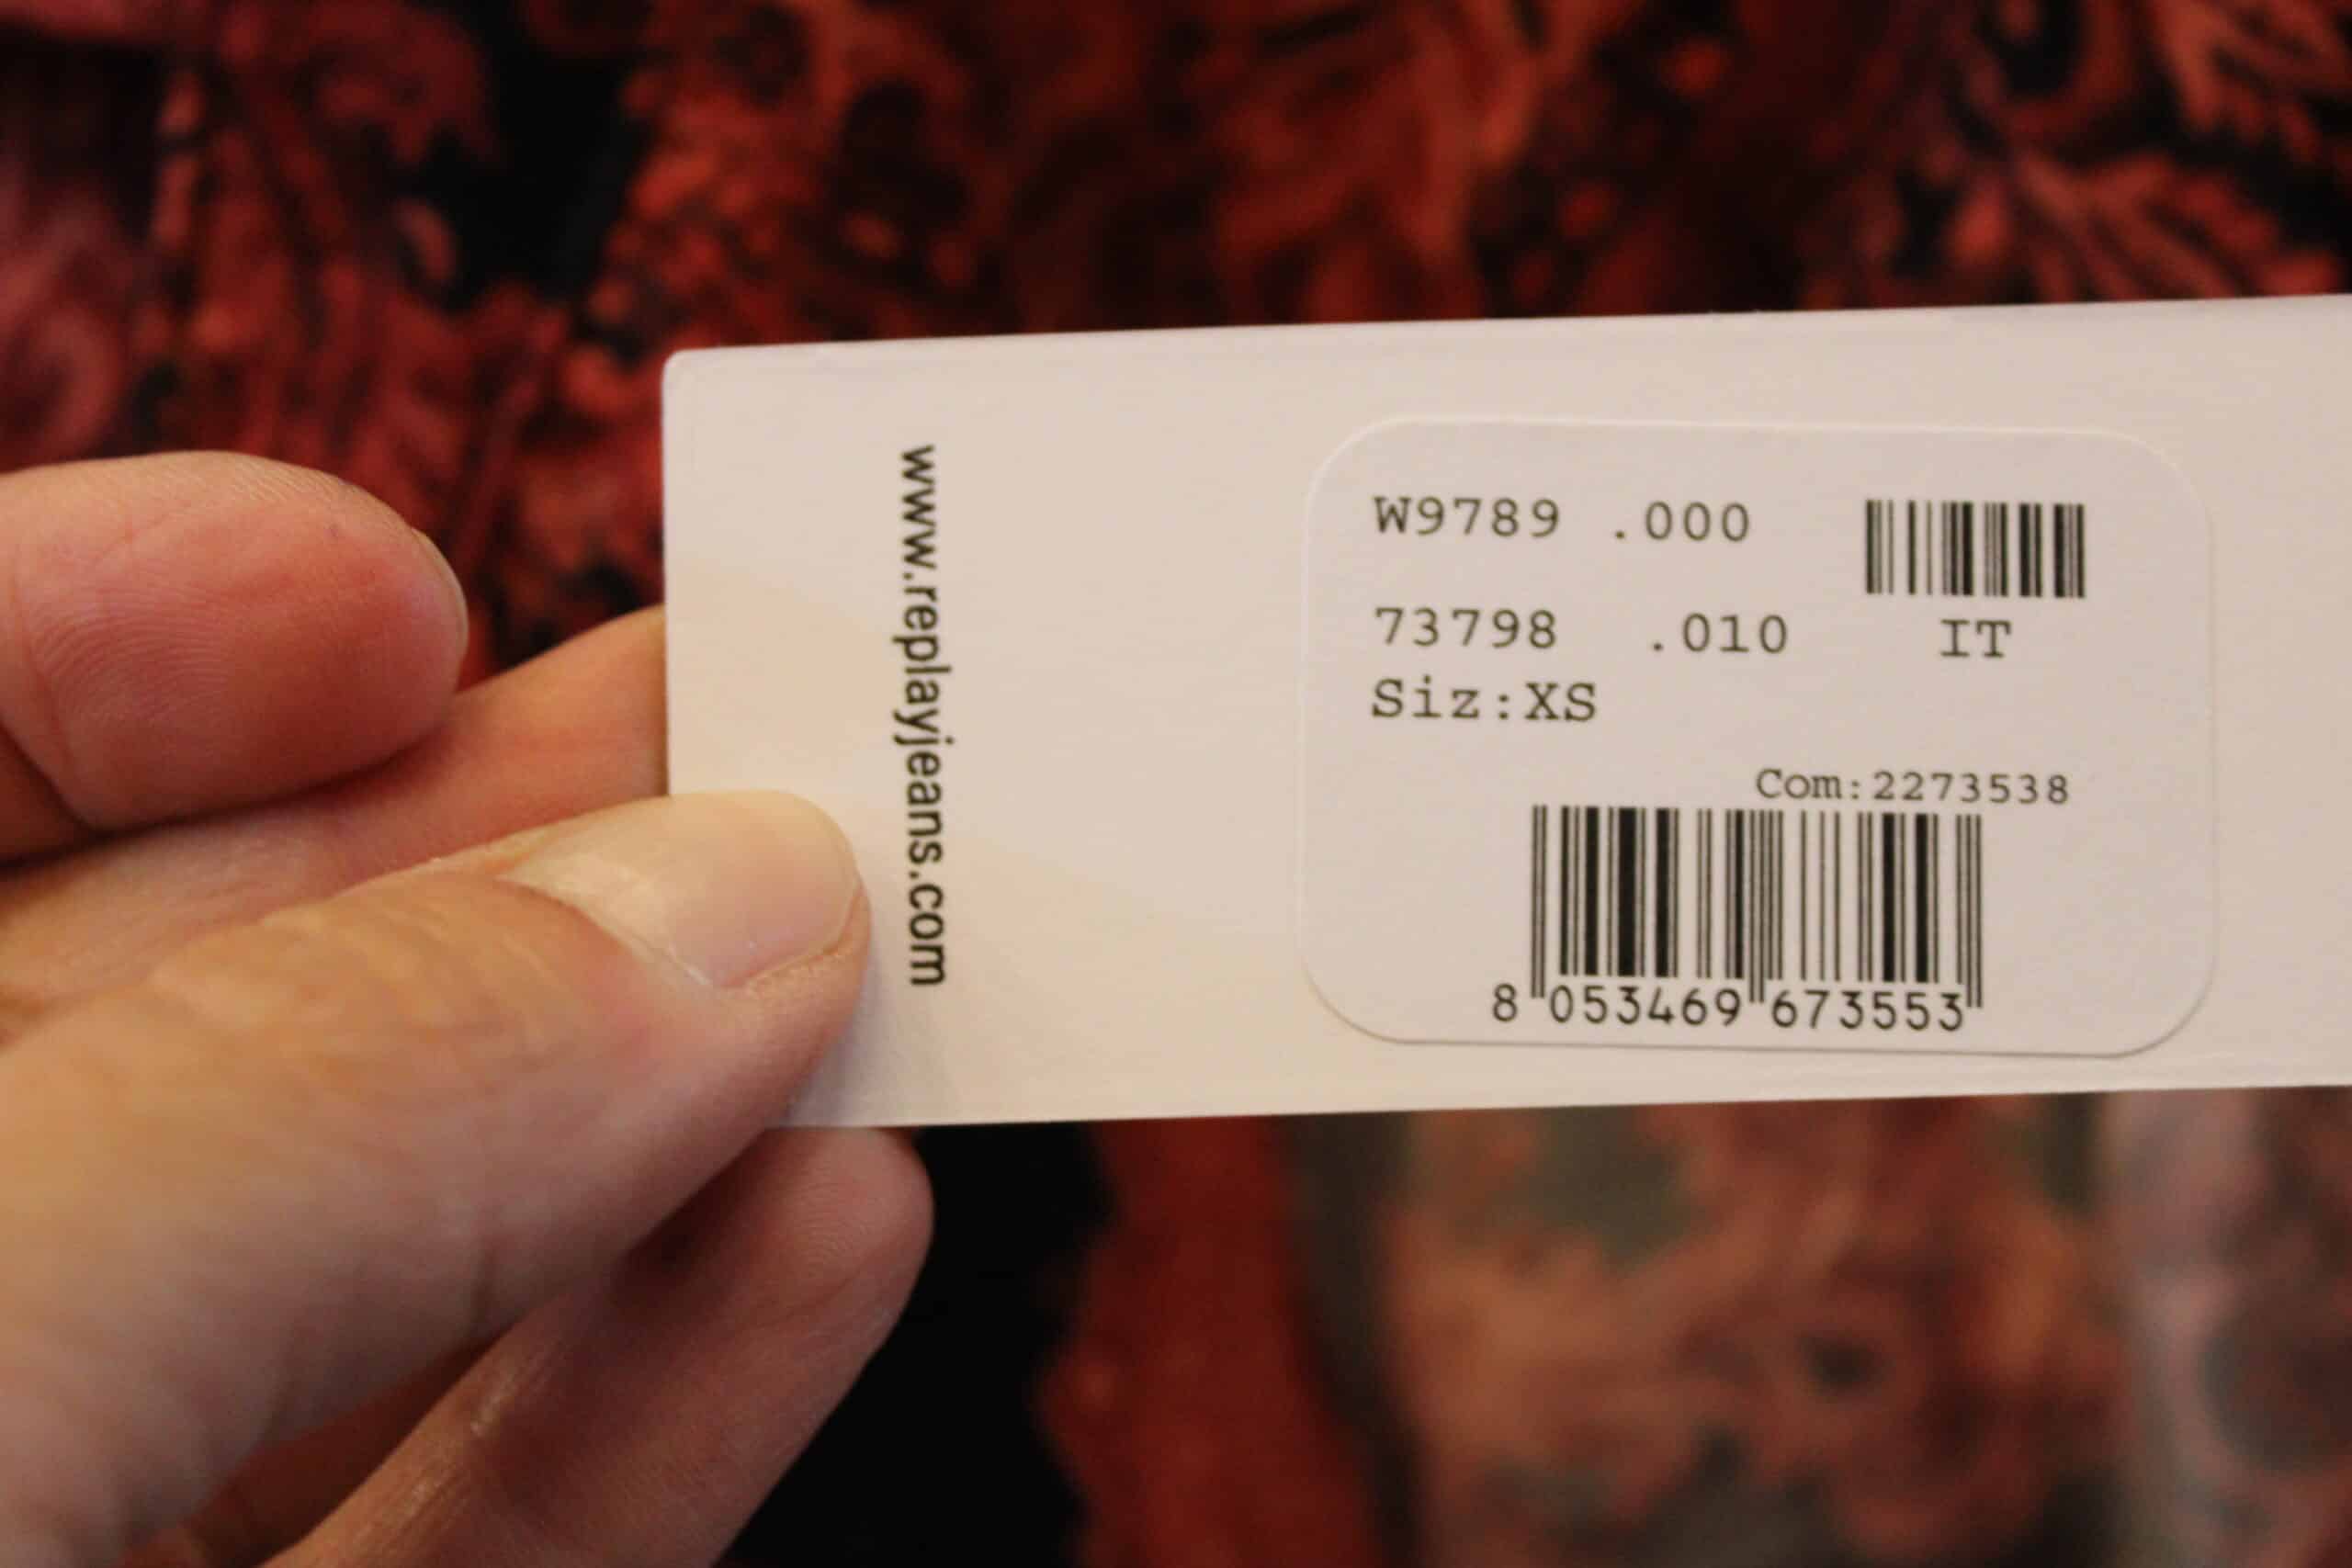 www.replayjeans.com
W9789 .000
73798 .010
IT
Siz:XS
Com:2273538
8 053469 673553